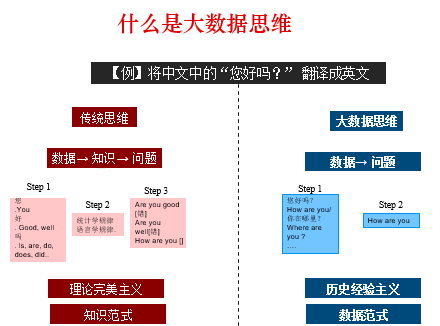 什么是大数据思维
【例】将中文中的“您好吗？” 翻译成英文
传统思维
数据→ 知识→ 问题
Step 1
您
.You
好
. Good, well
吗
. Is, are, do,
does, did..
Step 2
统计学规律
语言学规律.
Step 3
Are you good
[错]
Are you
well[错]
How are you []
理论完美主义
知识范式
大数据思维
数据→ 问题
Step 1
您好吗?
How are you/
你在哪里？
Where are
you ?
....
Step 2
How are you
历史经验主义
数据范式